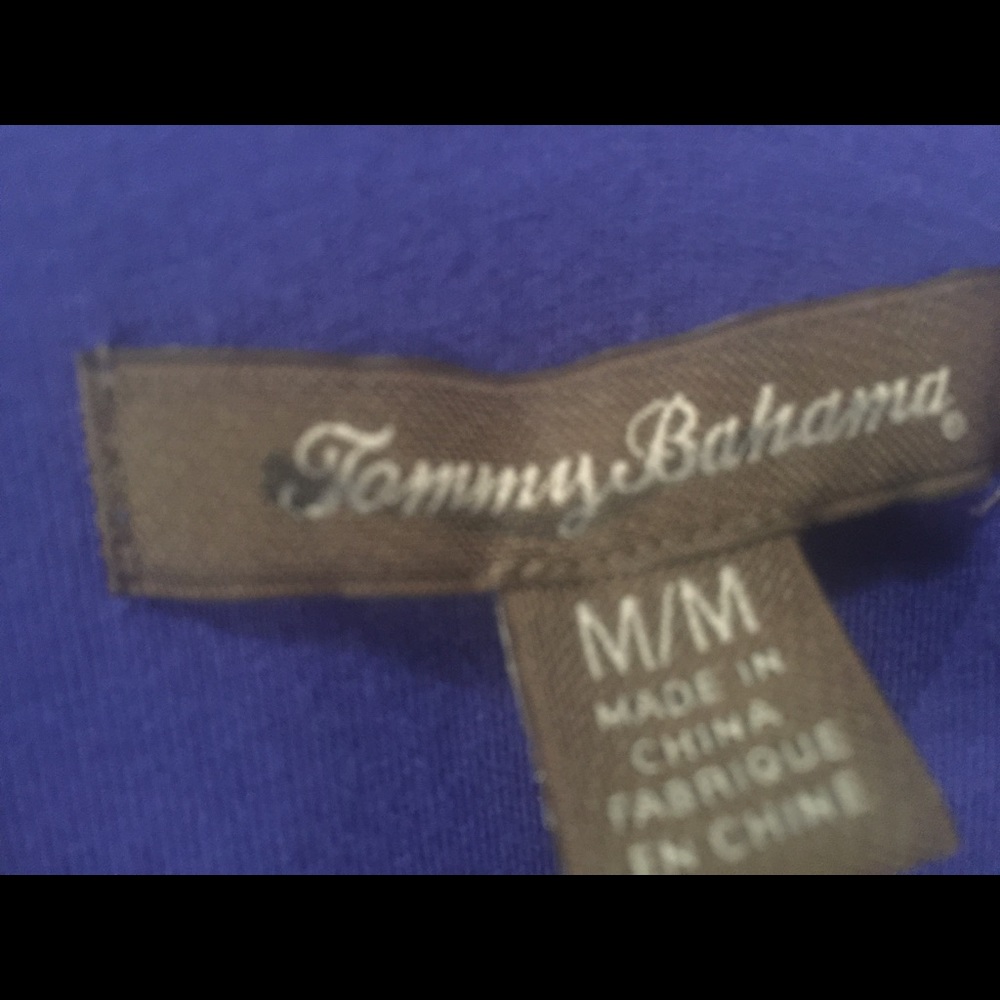 Tommy Bahama®
M/M
MADE IN
CHINA
FABRIQUE
EN CHINE